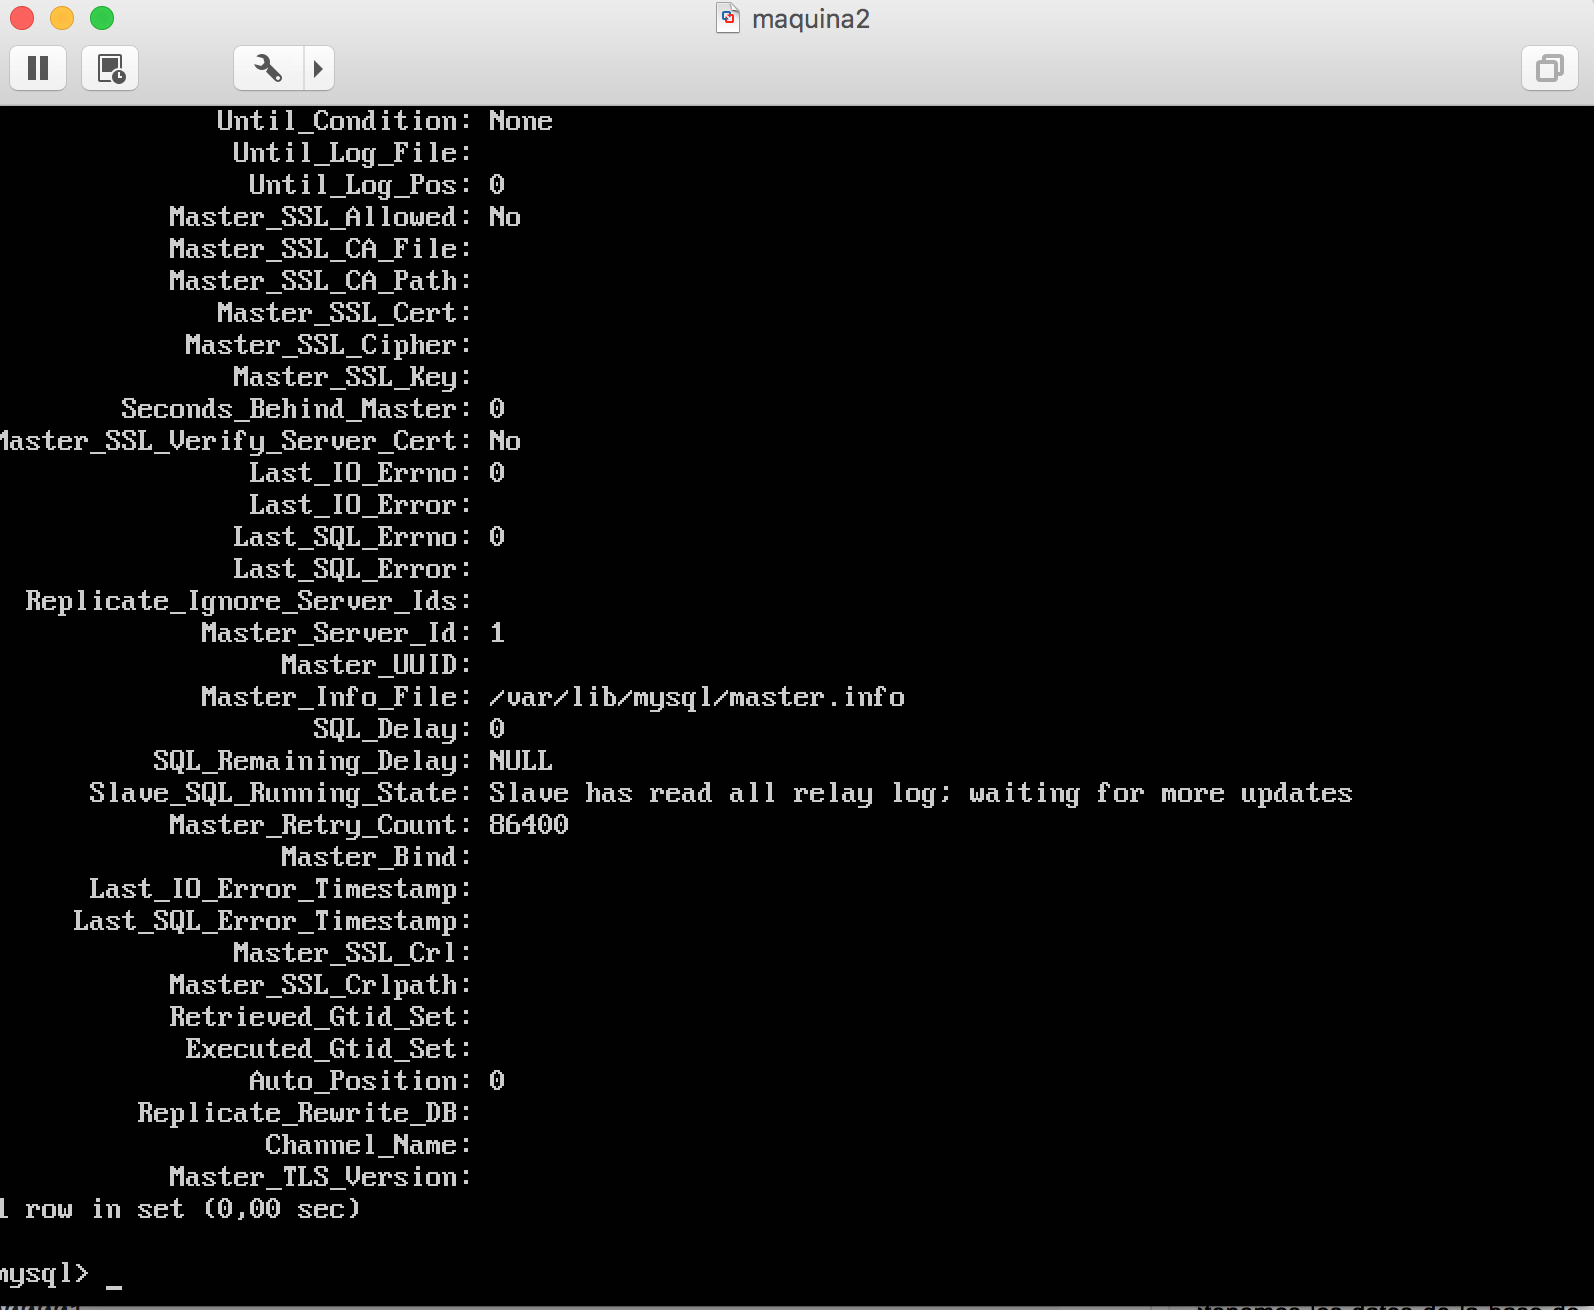 maquina2
Until_Condition: None
Until_Log_File:
Until_Log_Pos: 0
Master_SSL_Allowed: No
Master_SSL_CA_File:
Master_SSL_CA_Path:
Master_SSL_Cert:
Master_SSL_Cipher:
Master_SSL_Key:
Seconds_Behind_Master: 0
Master_SSL_Verify_Server_Cert: No
Last_IO_Errno: 0
Last_IO_Error:
Last_SQL_Errno: 0
Last_SQL_Error:
Replicate_Ignore_Server_Ids:
Master_Server_Id: 1
Master_UUID:
Master_Info_File: /var/lib/mysql/master.info
SQL_Delay: 0
SQL_Remaining_Delay: NULL
Slave_SQL_Running_State: Slave has read all relay log; waiting for more updates
Master_Retry_Count: 86400
Master_Bind:
Last_IO_Error_Timestamp:
Last_SQL_Error_Timestamp:
Master_SSL_Crl:
Master_SSL_Crlpath:
Retrieved_Gtid_Set:
Executed_Gtid_Set:
Auto_Position: 0
Replicate_Rewrite_DB:
Channel_Name:
Master_TLS_Version:
1 row in set (0,00 sec)
mysql> _